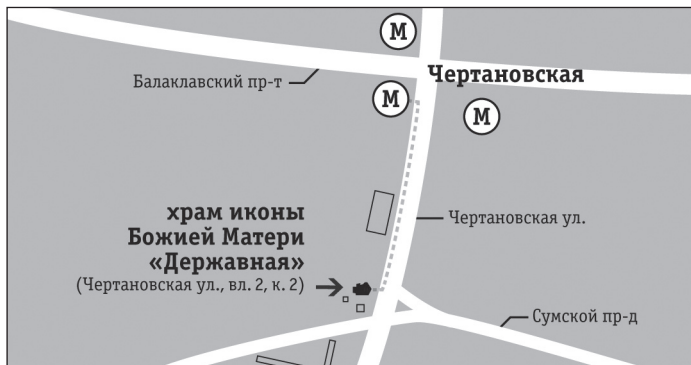 М
Чертановская
Балаклавский пр-т
М
М
храм иконы
Божией Матери
«Державная»
(Чертановская ул., вл. 2, к. 2)
Чертановская ул.
Сумской пр-д